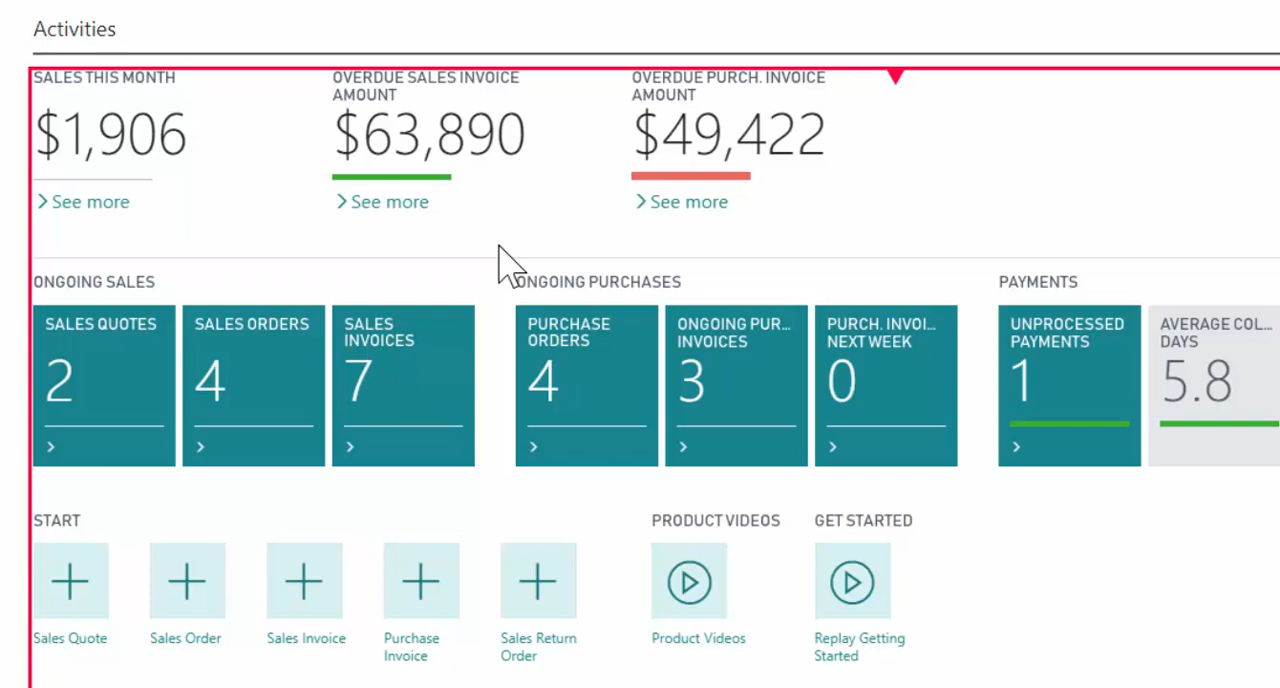 Activities
SALES THIS MONTH
OVERDUE SALES INVOICE
AMOUNT
OVERDUE PURCH. INVOICE
AMOUNT
$1,906
$63,890
$49,422
See more
See more
See more
ONGOING SALES
ONGOING PURCHASES
PAYMENTS
SALES QUOTES
2
SALES ORDERS
4
SALES
INVOICES
7
PURCHASE
ORDERS
4
ONGOING PUR...
INVOICES
3
PURCH. INVOI...
NEXT WEEK
0
UNPROCESSED
PAYMENTS
1
AVERAGE COL...
DAYS
5.8
START
PRODUCT VIDEOS
GET STARTED
Sales Quote
Sales Order
Sales Invoice
Purchase
Invoice
Sales Return
Order
Product Videos
Replay Getting
Started